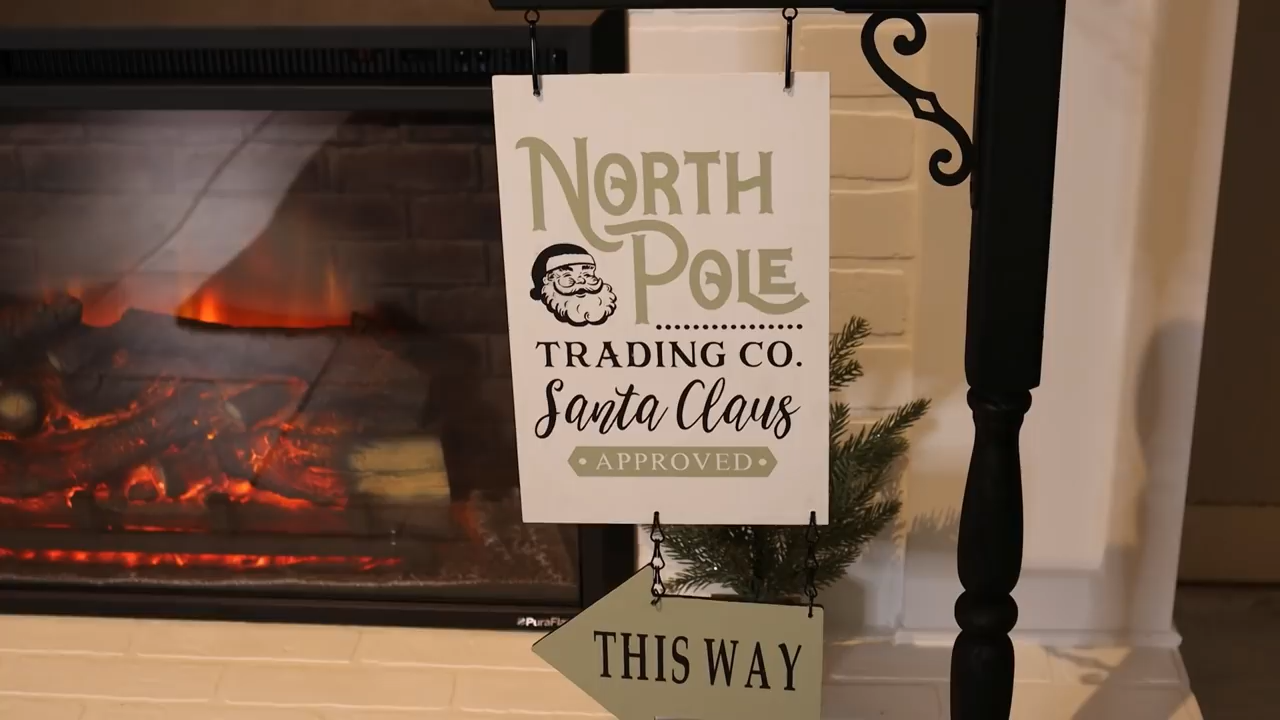 NORTH
POLE
TRADING CO.
Santa Claus
APPROVED
THIS WAY